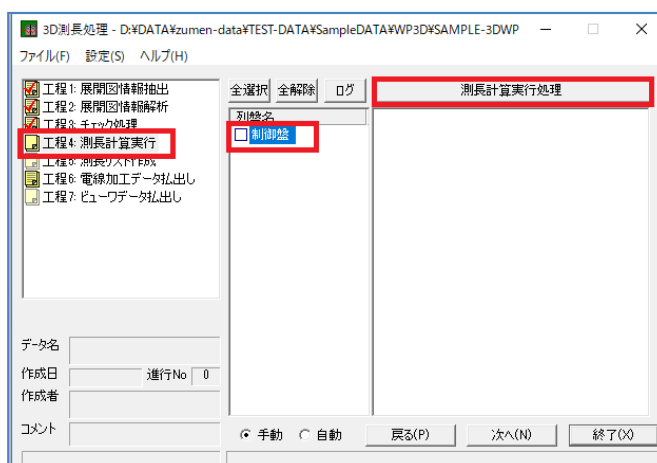 3D測長処理 - D:¥DATA¥zumen-data¥TEST-DATA¥SampleDATA¥WP3D¥SAMPLE-3DWP
ファイル(F) 設定(S) ヘルプ(H)
工程1: 展開図情報抽出
工程2: 展開図情報解析
工程3: チェック処理
工程4: 測長計算実行
工程5: 測長リスト作成
工程6: 電線加工データ払出し
工程7: ビューワデータ払出し
全選択 全解除 ログ
測長計算実行処理
列盤名
制御盤
データ名
作成日 進行No 0
作成者
コメント
手動 自動 戻る(P) 次へ(N) 終了(X)